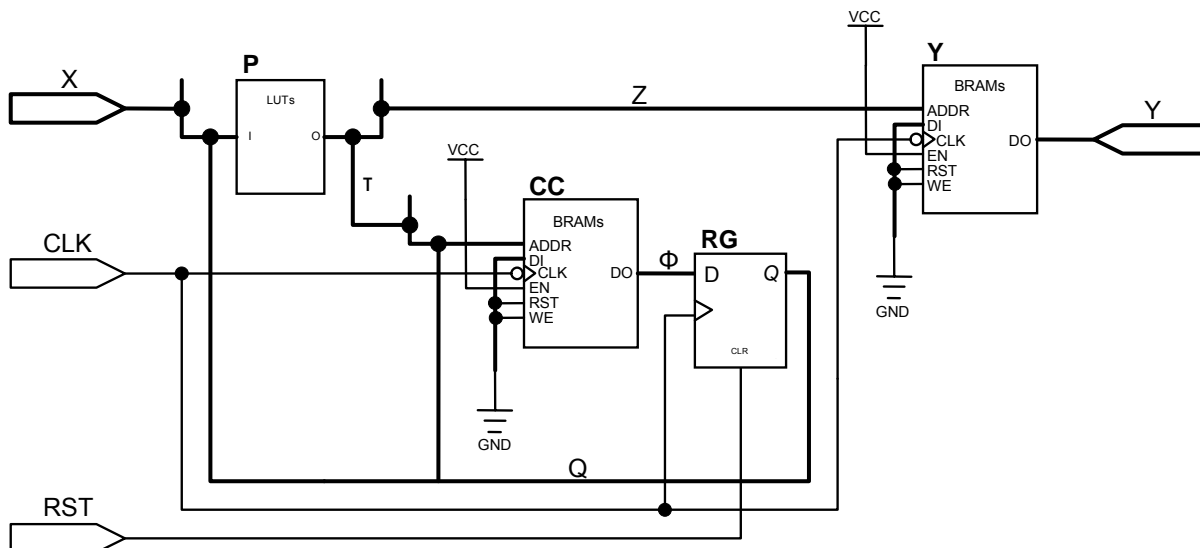 VCC
X
P
LUTs
I
O
Z
Y
BRAMs
ADDR
DI
CLK
EN
RST
WE
DO
Y
GND
T
VCC
CC
BRAMs
ADDR
DI
CLK
EN
RST
WE
DO
GND
Φ
RG
D
Q
CLR
CLK
Q
RST